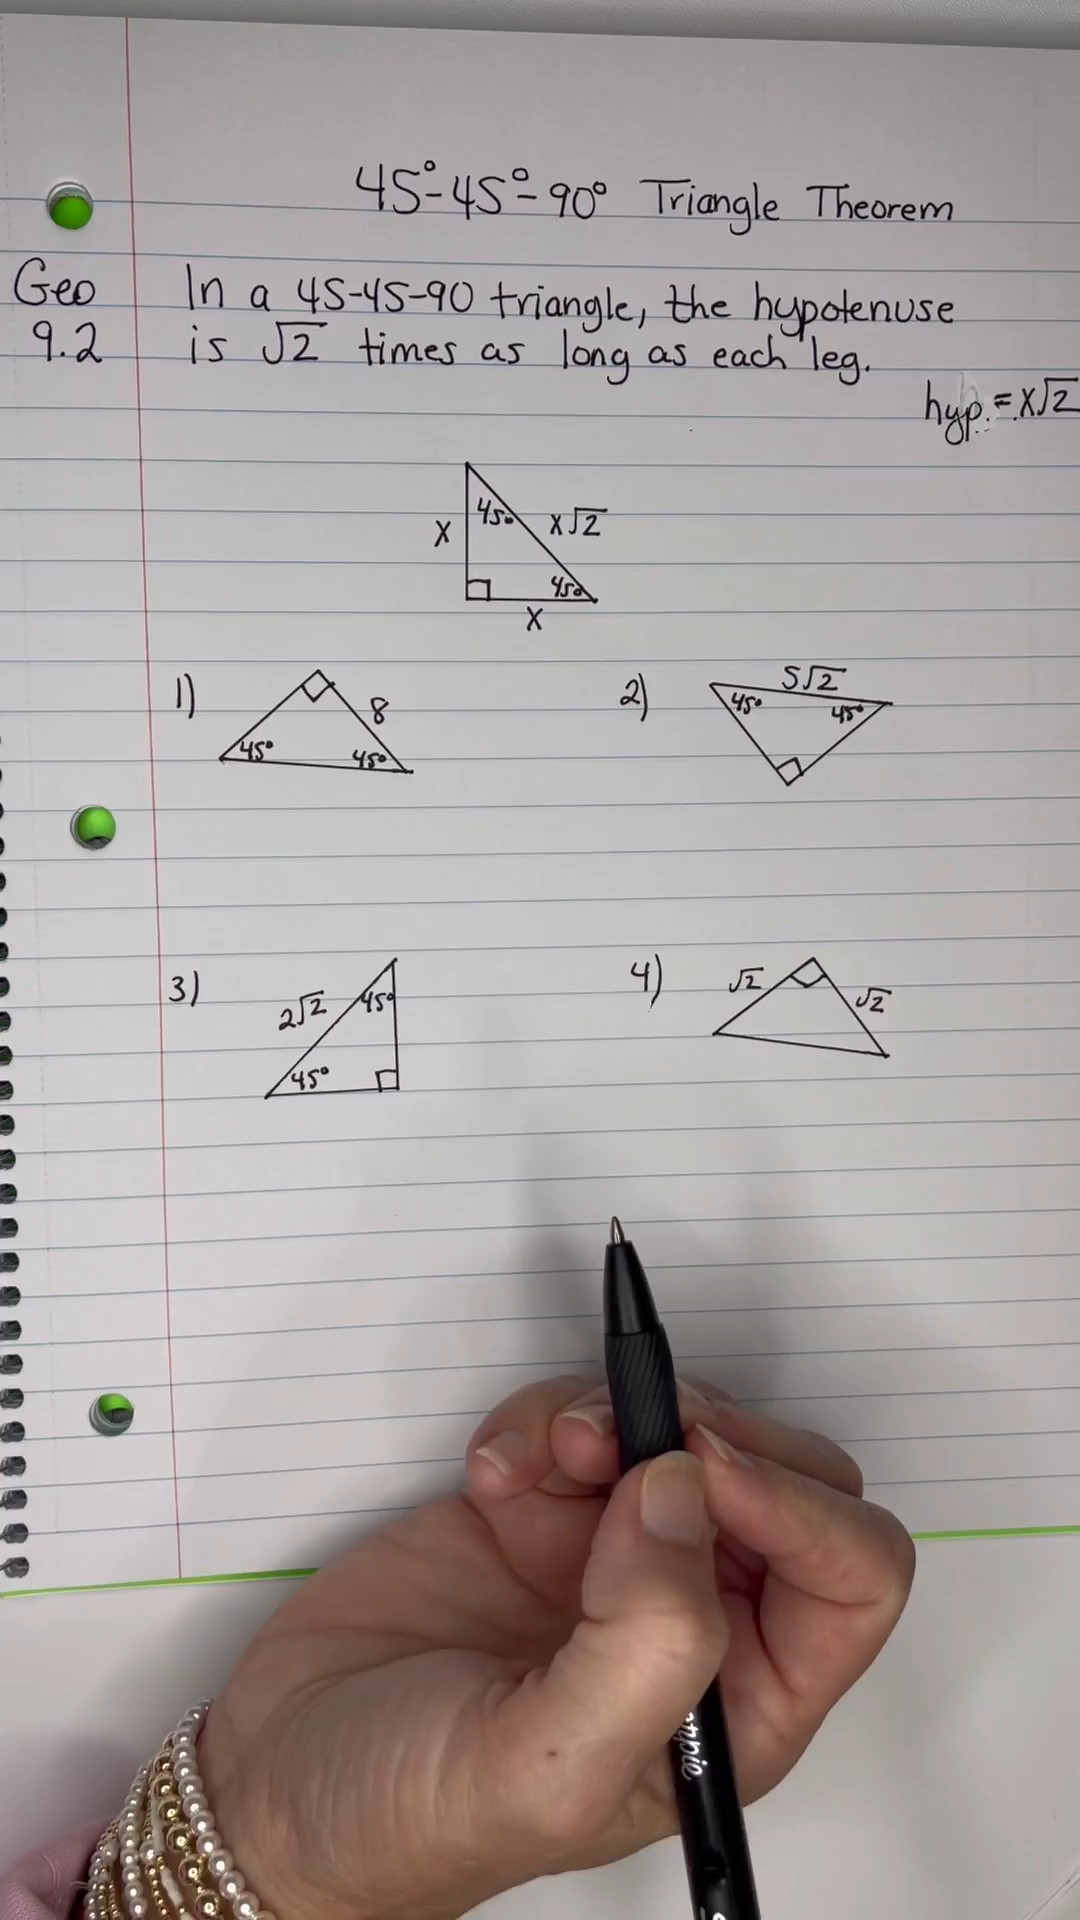 45°-45°-90° Triangle Theorem
Geo
9.2
In a 45-45-90 triangle, the hypotenuse
is √2 times as long as each leg.
hyp. = x√2
45°
x
x√2
45°
x
1)
8
45°
45°
2)
5√2
45°
45°
3)
2√2
45°
45°
4)
√2
√2